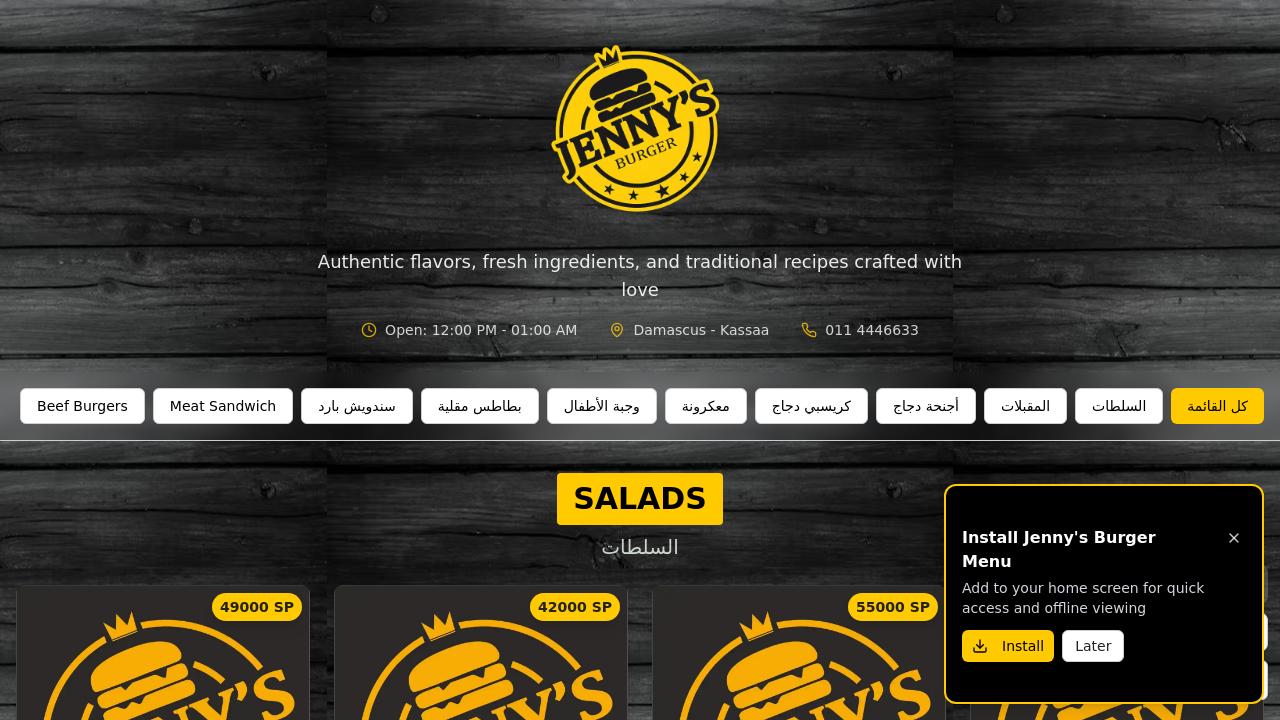 JENNY'S
BURGER
Authentic flavors, fresh ingredients, and traditional recipes crafted with
love
Open: 12:00 PM - 01:00 AM
Damascus - Kassaa
011 4446633
كل القائمة
السلطات
المقبلات
أجنحة دجاج
كريسبي دجاج
معكرونة
وجبة الأطفال
بطاطس مقلية
سندويش بارد
Meat Sandwich
Beef Burgers
SALADS
السلطات
49000 SP
42000 SP
55000 SP
JENNY'S
JENNY'S
JENNY'S
Install Jenny's Burger
Menu
Add to your home screen for quick
access and offline viewing
Install
Later